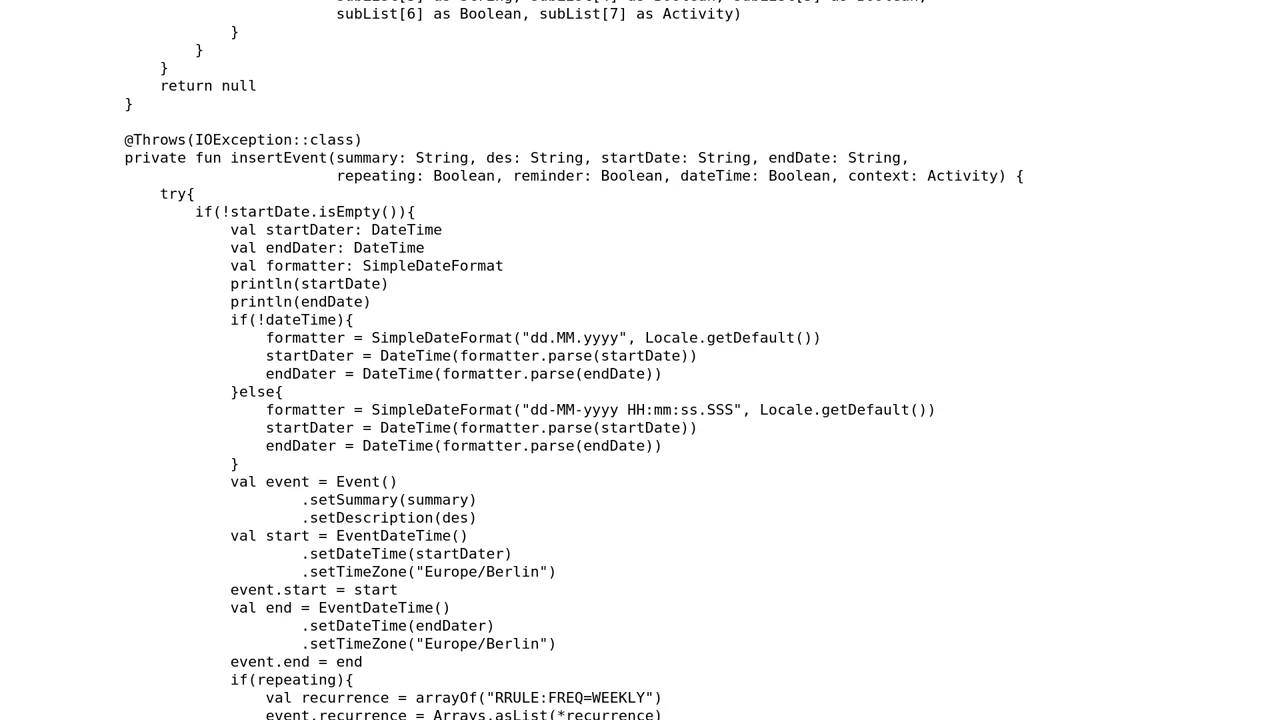 subList[6] as Boolean, subList[7] as Activity)
}
}
}
return null
}
@Throws(IOException::class)
private fun insertEvent(summary: String, des: String, startDate: String, endDate: String,
repeating: Boolean, reminder: Boolean, dateTime: Boolean, context: Activity) {
try{
if(!startDate.isEmpty()){
val startDater: DateTime
val endDater: DateTime
val formatter: SimpleDateFormat
println(startDate)
println(endDate)
if(!dateTime){
formatter = SimpleDateFormat("dd.MM.yyyy", Locale.getDefault())
startDater = DateTime(formatter.parse(startDate))
endDater = DateTime(formatter.parse(endDate))
}else{
formatter = SimpleDateFormat("dd-MM-yyyy HH:mm:ss.SSS", Locale.getDefault())
startDater = DateTime(formatter.parse(startDate))
endDater = DateTime(formatter.parse(endDate))
}
val event = Event()
.setSummary(summary)
.setDescription(des)
val start = EventDateTime()
.setDateTime(startDater)
.setTimeZone("Europe/Berlin")
event.start = start
val end = EventDateTime()
.setDateTime(endDater)
.setTimeZone("Europe/Berlin")
event.end = end
if(repeating){
val recurrence = arrayOf("RRULE:FREQ=WEEKLY")
event.recurrence = Arrays.asList(*recurrence)